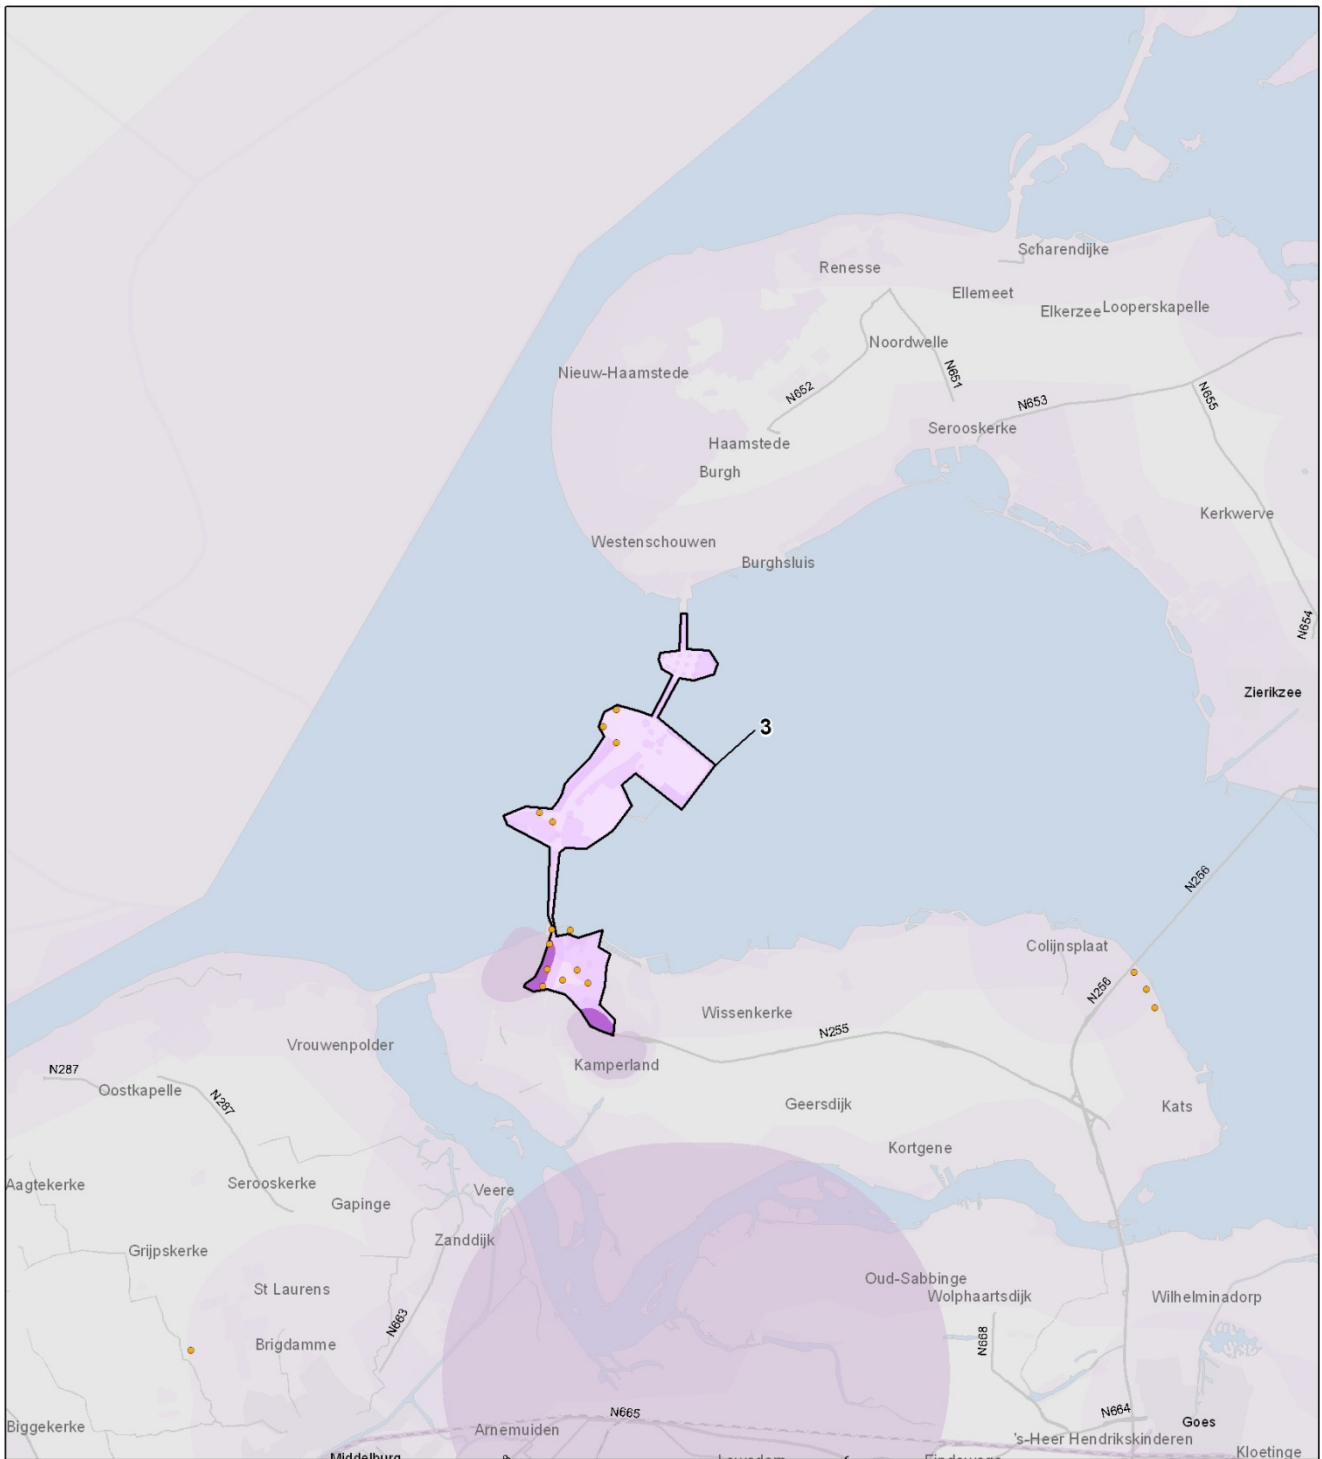 Scharendijke
Renesse
Ellemeet
Elkerzee
Looperskapelle
Noordwelle
N651
Nieuw-Haamstede
N652
N653
N655
Serooskerke
Haamstede
Burgh
Kerkwerve
Westenschouwen
Burghsluis
N654
Zierikzee
3
N256
Colijnsplaat
N256
Wissenkerke
N255
Vrouwenpolder
Kamperland
N287
Oostkapelle
N287
Geersdijk
Kats
Kortgene
Aagtekerke
Serooskerke
Veere
Gapinge
Zanddijk
Grijpskerke
St Laurens
Oud-Sabbinge
Wolphaartsdijk
Wilhelminadorp
N663
Brigdamme
N668
N665
N664
Goes
Biggekerke
Arnemuiden
's-Heer Hendrikskinderen
Kloetinge
Middelburg